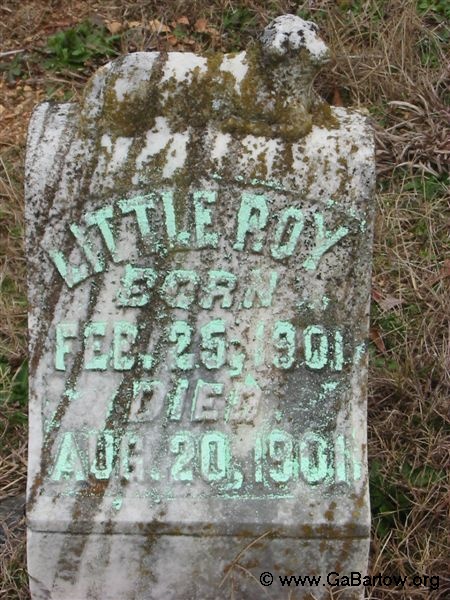 LITTLE ROY
BORN
FEB. 25, 1901
DIED
AUG. 20, 1901
© www.GaBartow.org